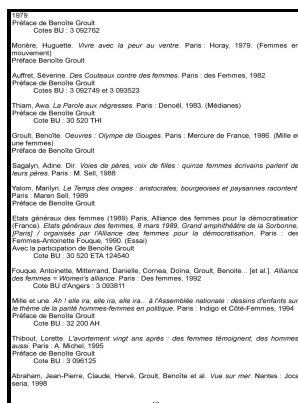 1979
Préface de Benoîte Groult
Cotes BU : 3 092762
Morière, Huguette. Vivre avec la peur au ventre. Paris : Horay, 1979. (Femmes en
mouvement)
Préface Benoîte Groult
Auffret, Séverine. Des Couteaux contre des femmes. Paris : des Femmes, 1982
Préface de Benoîte Groult
Cotes BU : 3 092749 et 3 093523
Thiam, Awa. La Parole aux négresses. Paris : Denoël, 1983. (Médianes)
Cote BU : 30 520 THI
Groult, Benoîte. Oeuvres : Olympe de Gouges. Paris : Mercure de France, 1986. (Mille et
une femmes)
Préface de Benoîte Groult
Sagalyn, Adine. Dir. Voies de pères, voix de filles : quinze femmes écrivains parlent de
leurs pères. Paris : M. Sell, 1988
Yalom, Marilyn. Le Temps des orages : aristocrates, bourgeoises et paysannes racontent.
Paris : Maren Sell, 1989
Préface de Benoîte Groult
Etats généraux des femmes (1989) Paris, Alliance des femmes pour la démocratisation
(France). Etats généraux des femmes, 8 mars 1989, Grand amphithéâtre de la Sorbonne,
[Paris] / organisés par l'Alliance des femmes pour la démocratisation. Paris : des
Femmes-Antoinette Fouque, 1990. (Essai)
Avec la participation de Benoîte Groult
Cote BU : 30 520 ETA 124540
Fouque, Antoinette, Mitterrand, Danielle, Cornea, Doïna, Groult, Benoite... [et al.]. Alliance
des femmes = Women's alliance. Paris : Des femmes, 1992
Cote BU d'Angers : 3 093811
Mille et une. Ah ! elle ira, elle ira, elle ira... à l'Assemblée nationale : dessins d'enfants sur
le thème de la parité hommes-femmes en politique. Paris : Indigo et Côté-Femmes, 1994
Préface de Benoîte Groult
Cote BU : 32 200 AH
Thibout, Lorette. L'avortement vingt ans après : des femmes témoignent, des hommes
aussi. Paris : A. Michel, 1995
Préface de Benoîte Groult
Cote BU : 3 096125
Abraham, Jean-Pierre, Claude, Hervé, Groult, Benoîte et al. Vue sur mer. Nantes : Joca
seria, 1998